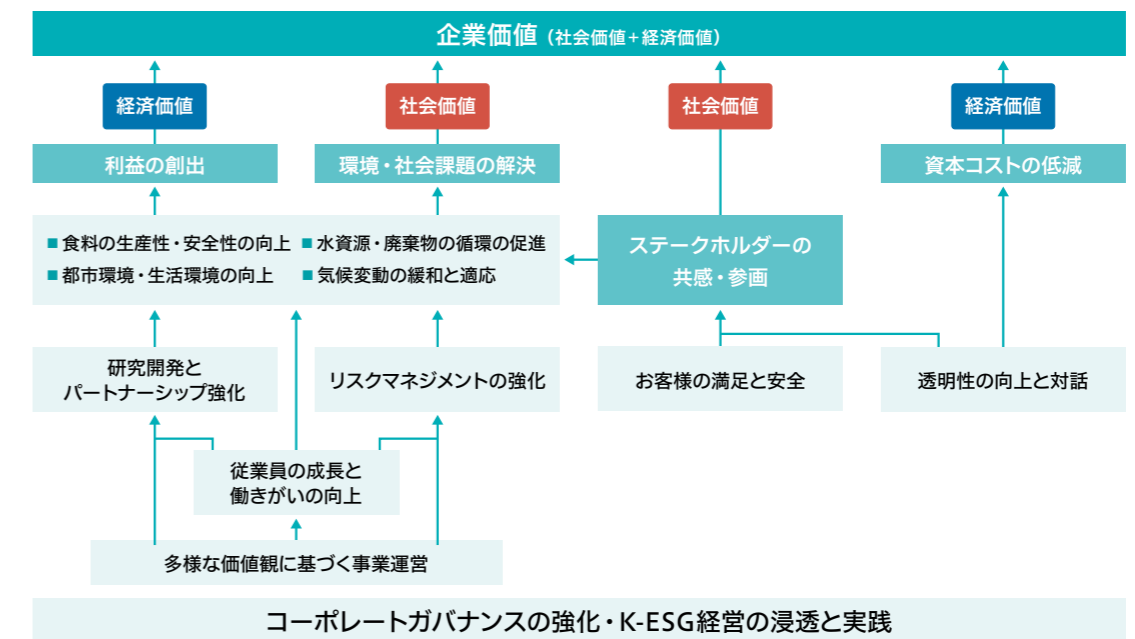 企業価値（社会価値＋経済価値）
経済価値
社会価値
社会価値
経済価値
利益の創出
環境・社会課題の解決
資本コストの低減
■食料の生産性・安全性の向上 ■水資源・廃棄物の循環の促進
■都市環境・生活環境の向上 ■気候変動の緩和と適応
ステークホルダーの
共感・参画
研究開発と
パートナーシップ強化
リスクマネジメントの強化
お客様の満足と安全
透明性の向上と対話
従業員の成長と
働きがいの向上
多様な価値観に基づく事業運営
コーポレートガバナンスの強化・K-ESG経営の浸透と実践